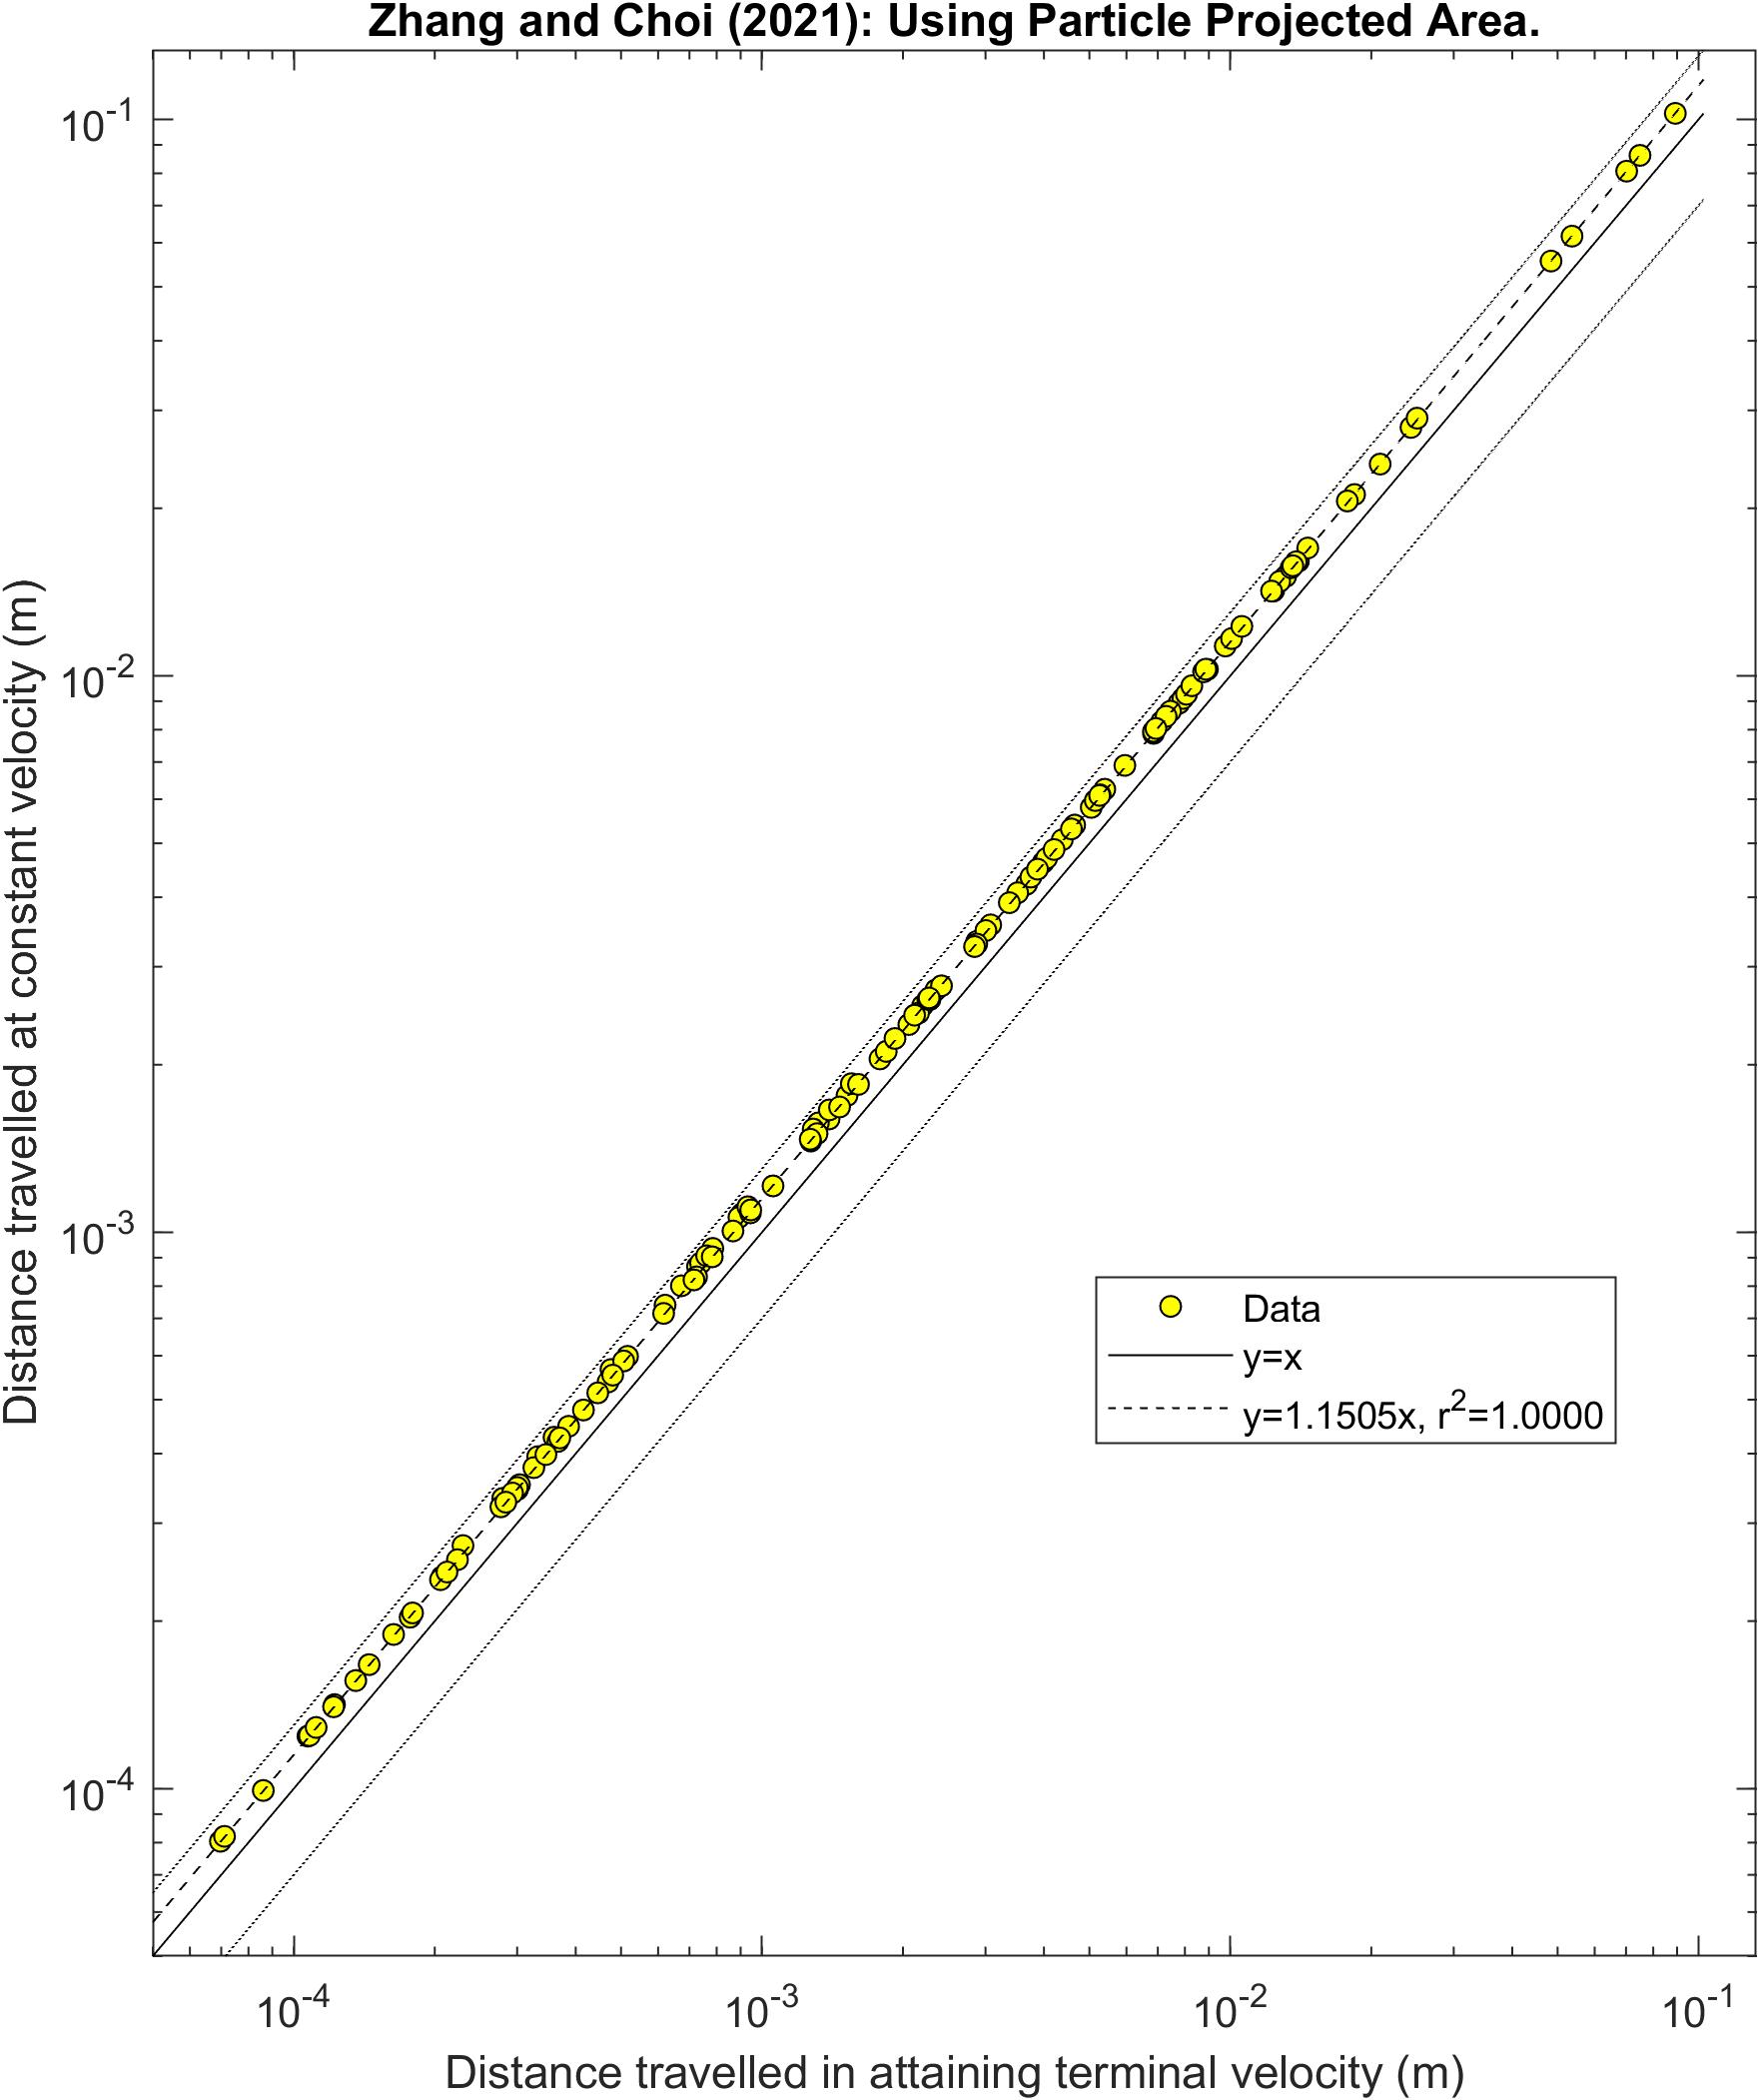 Zhang and Choi (2021): Using Particle Projected Area.
10-1
10-2
10-3
10-4
Distance travelled at constant velocity (m)
Data
y=x
y=1.1505x, r2=1.0000
10-4 10-3 10-2 10-1
Distance travelled in attaining terminal velocity (m)